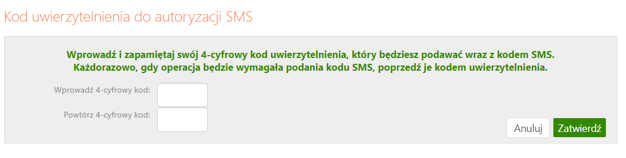 Kod uwierzytelnienia do autoryzacji SMS
Wprowadź i zapamiętaj swój 4-cyfrowy kod uwierzytelnienia, który będziesz podawać wraz z kodem SMS.
Każdorazowo, gdy operacja będzie wymagała podania kodu SMS, poprzedź je kodem uwierzytelnienia.
Wprowadź 4-cyfrowy kod:
Powtórz 4-cyfrowy kod:
Anuluj Zatwierdź